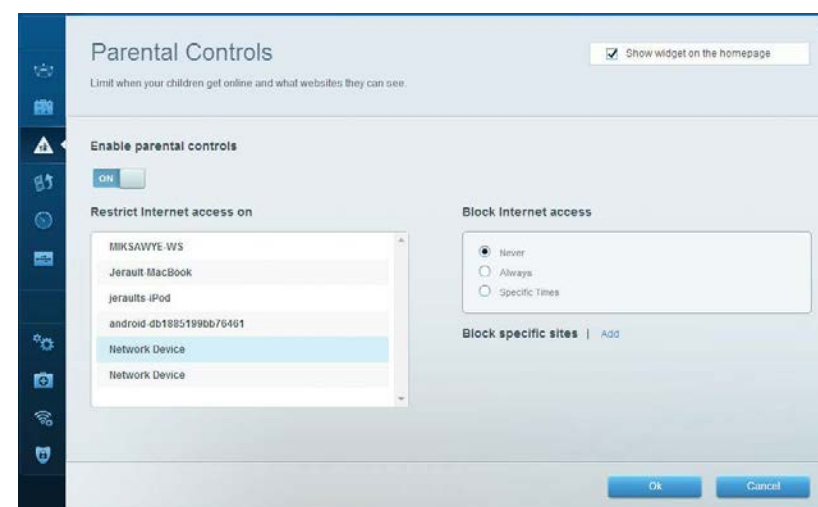 Parental Controls
Show widget on the homepage
Limit when your children get online and what websites they can see.
Enable parental controls
ON
Restrict Internet access on
MIKSAWYE-WS
Jerault-MacBook
jeraults-iPod
android-db1885199bb76461
Network Device
Network Device
Block Internet access
Never
Always
Specific Times
Block specific sites | Add
Ok
Cancel